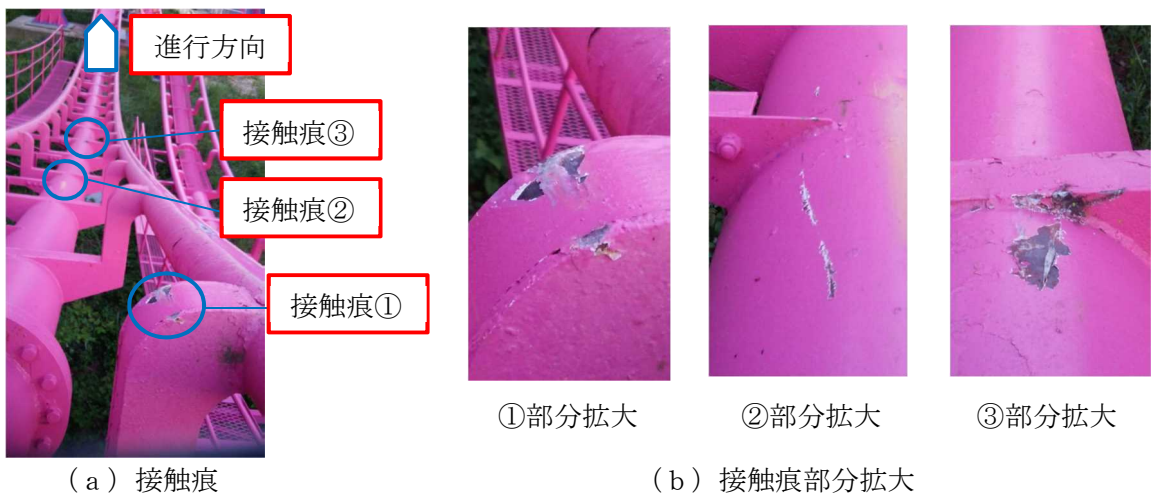 進行方向
接触痕③
接触痕②
接触痕①
(a)接触痕
①部分拡大
②部分拡大
③部分拡大
(b)接触痕部分拡大